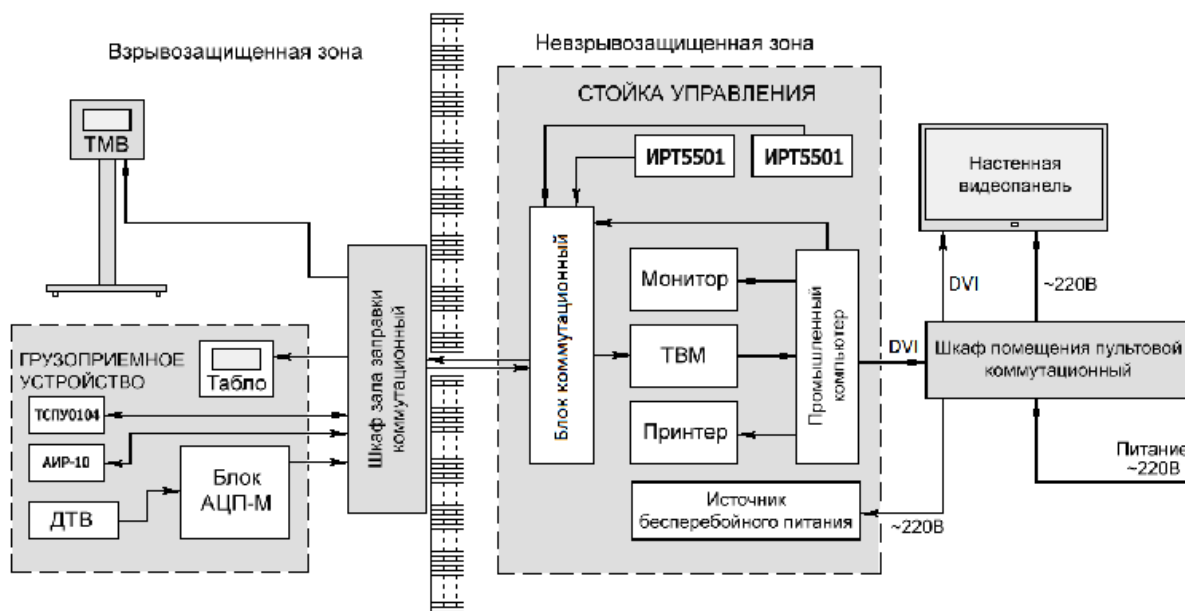 Взрывозащищенная зона
ТМВ
ГРУЗОПРИЕМНОЕ
УСТРОЙСТВО
Табло
ТСПУ0104
АИР-10
ДТВ
Блок
АЦП-М
Шкаф зала заправки
коммутационный
Невзрывозащищенная зона
СТОЙКА УПРАВЛЕНИЯ
ИРТ5501
ИРТ5501
Блок коммутационный
Монитор
ТВМ
Принтер
Промышленный
компьютер
Источник
бесперебойного питания
Настенная
видеопанель
DVI
~220В
DVI
Шкаф помещения пультовой
коммутационный
Питание
~220В
~220В